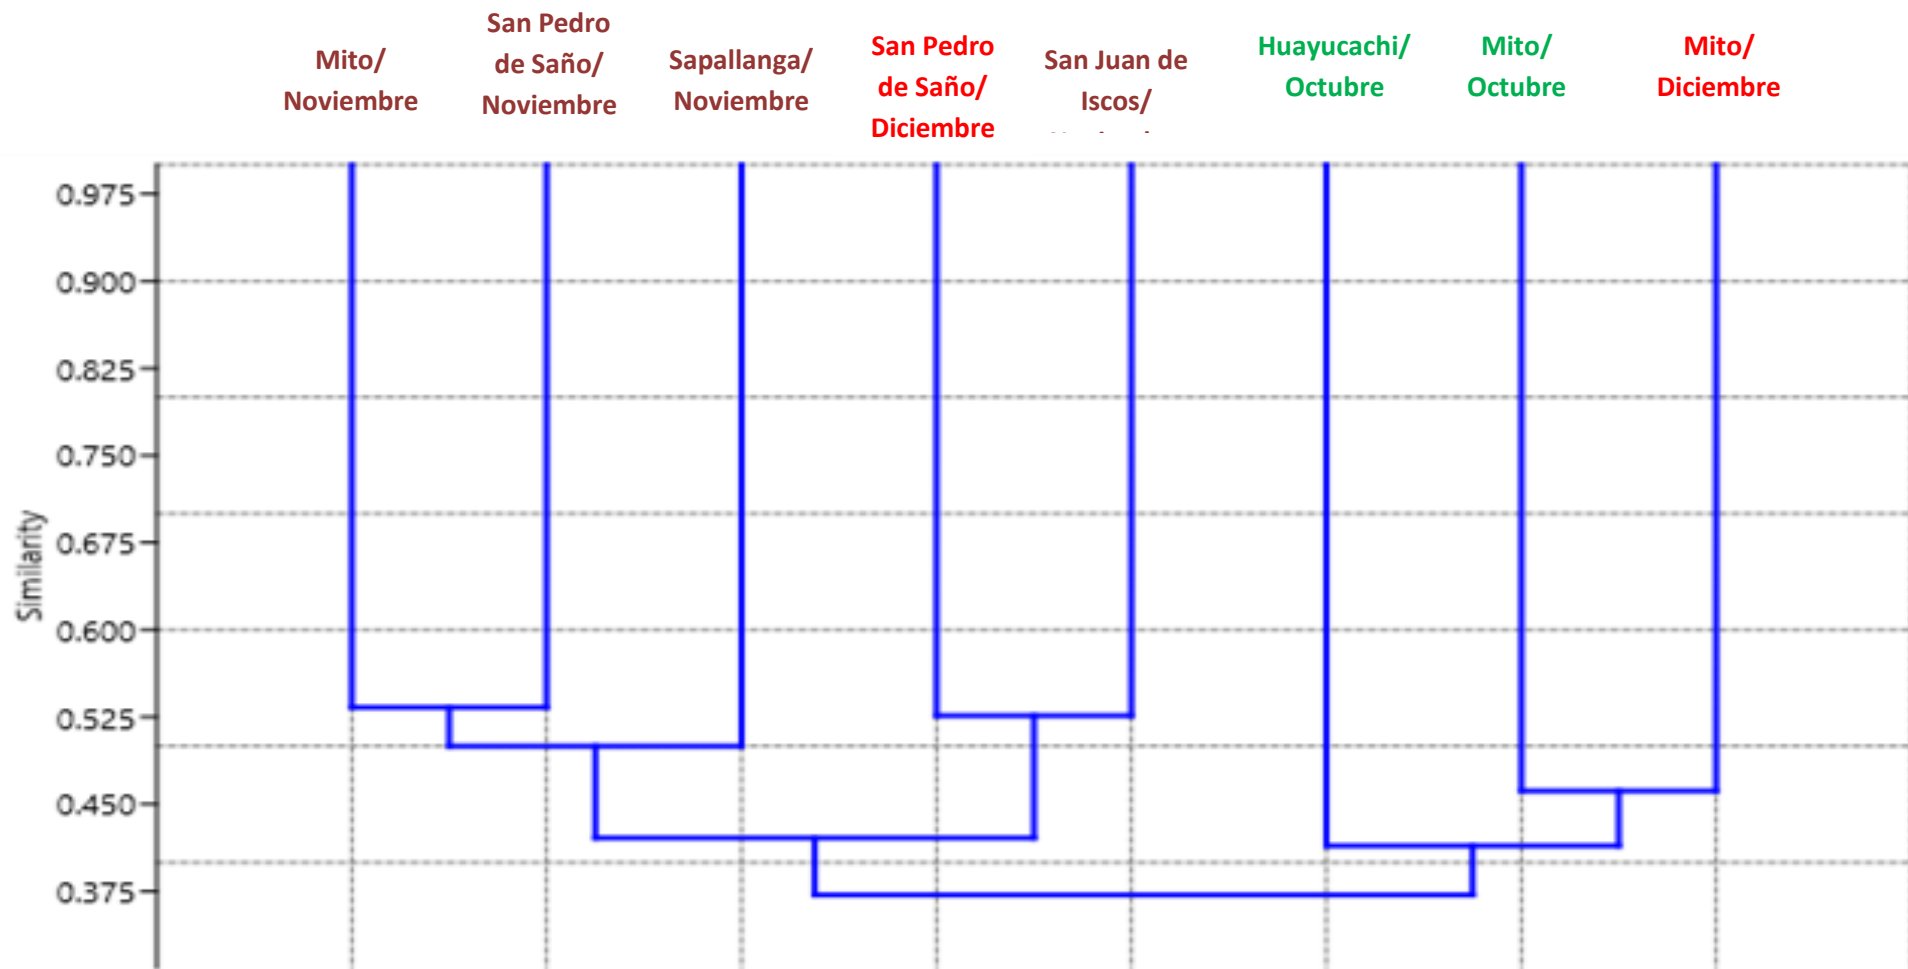 Mito/
Noviembre
San Pedro
de Saño/
Noviembre
Sapallanga/
Noviembre
San Pedro
de Saño/
Diciembre
San Juan de
Iscos/
Huayucachi/
Octubre
Mito/
Octubre
Mito/
Diciembre
0.975
0.900
0.825
0.750
0.675
0.600
0.525
0.450
0.375
Similarity